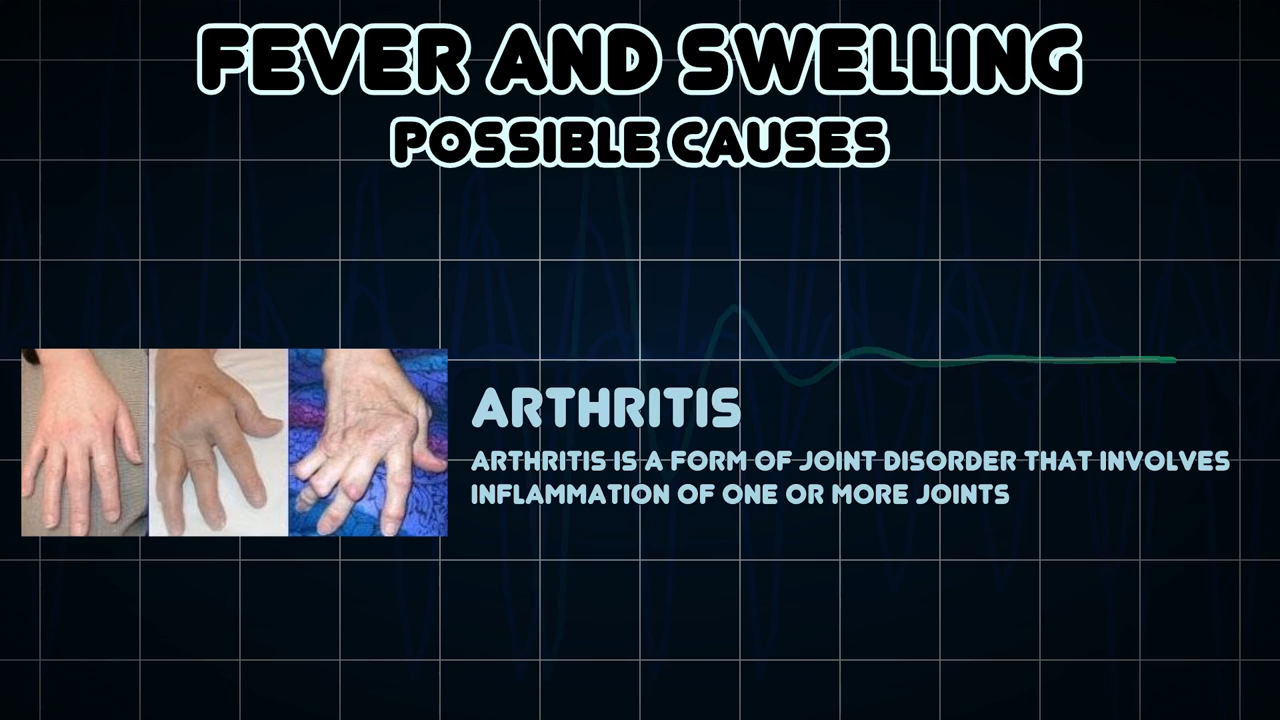 FEVER AND SWELLING
POSSIBLE CAUSES
ARTHRITIS
ARTHRITIS IS A FORM OF JOINT DISORDER THAT INVOLVES
INFLAMMATION OF ONE OR MORE JOINTS